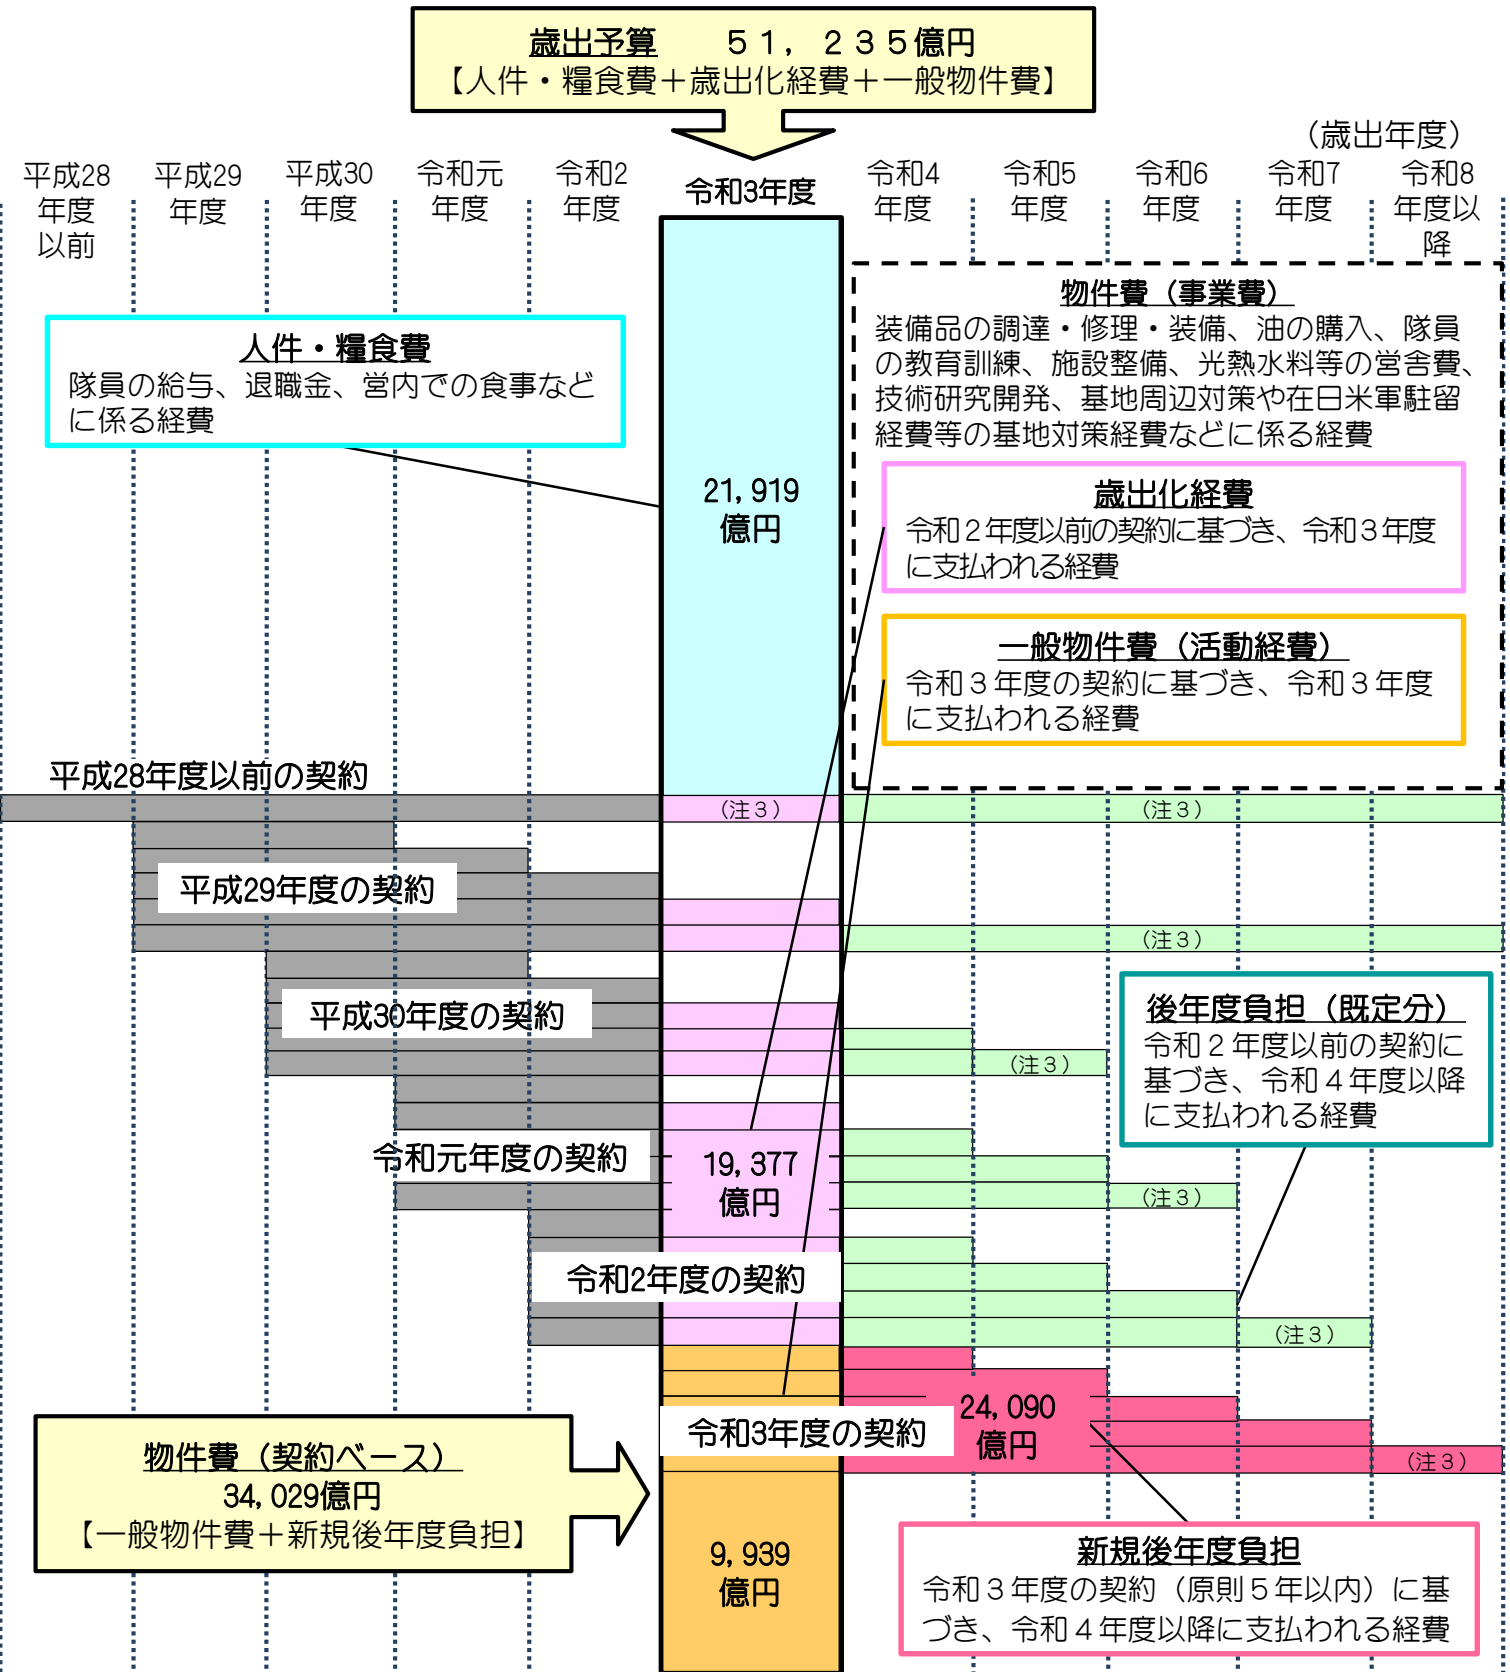 歳出予算　　５１，２３５億円
【人件・糧食費＋歳出化経費＋一般物件費】
（歳出年度）
平成28
年度
以前
平成29
年度
平成30
年度
令和元
年度
令和2
年度
令和3年度
令和4
年度
令和5
年度
令和6
年度
令和7
年度
令和8
年度以
降
人件・糧食費
隊員の給与、退職金、営内での食事など
に係る経費
21,919
億円
物件費（事業費）
装備品の調達・修理・装備、油の購入、隊員
の教育訓練、施設整備、光熱水料等の営舎費、
技術研究開発、基地周辺対策や在日米軍駐留
経費等の基地対策経費などに係る経費
歳出化経費
令和２年度以前の契約に基づき、令和３年度
に支払われる経費
一般物件費（活動経費）
令和３年度の契約に基づき、令和３年度
に支払われる経費
平成28年度以前の契約
（注３）
（注３）
平成29年度の契約
（注３）
平成30年度の契約
（注３）
後年度負担（既定分）
令和２年度以前の契約に
基づき、令和４年度以降
に支払われる経費
令和元年度の契約
19,377
億円
（注３）
令和2年度の契約
（注３）
令和3年度の契約
24,090
億円
（注３）
物件費（契約ベース）
34,029億円
【一般物件費＋新規後年度負担】
9,939
億円
新規後年度負担
令和３年度の契約（原則５年以内）に基
づき、令和４年度以降に支払われる経費